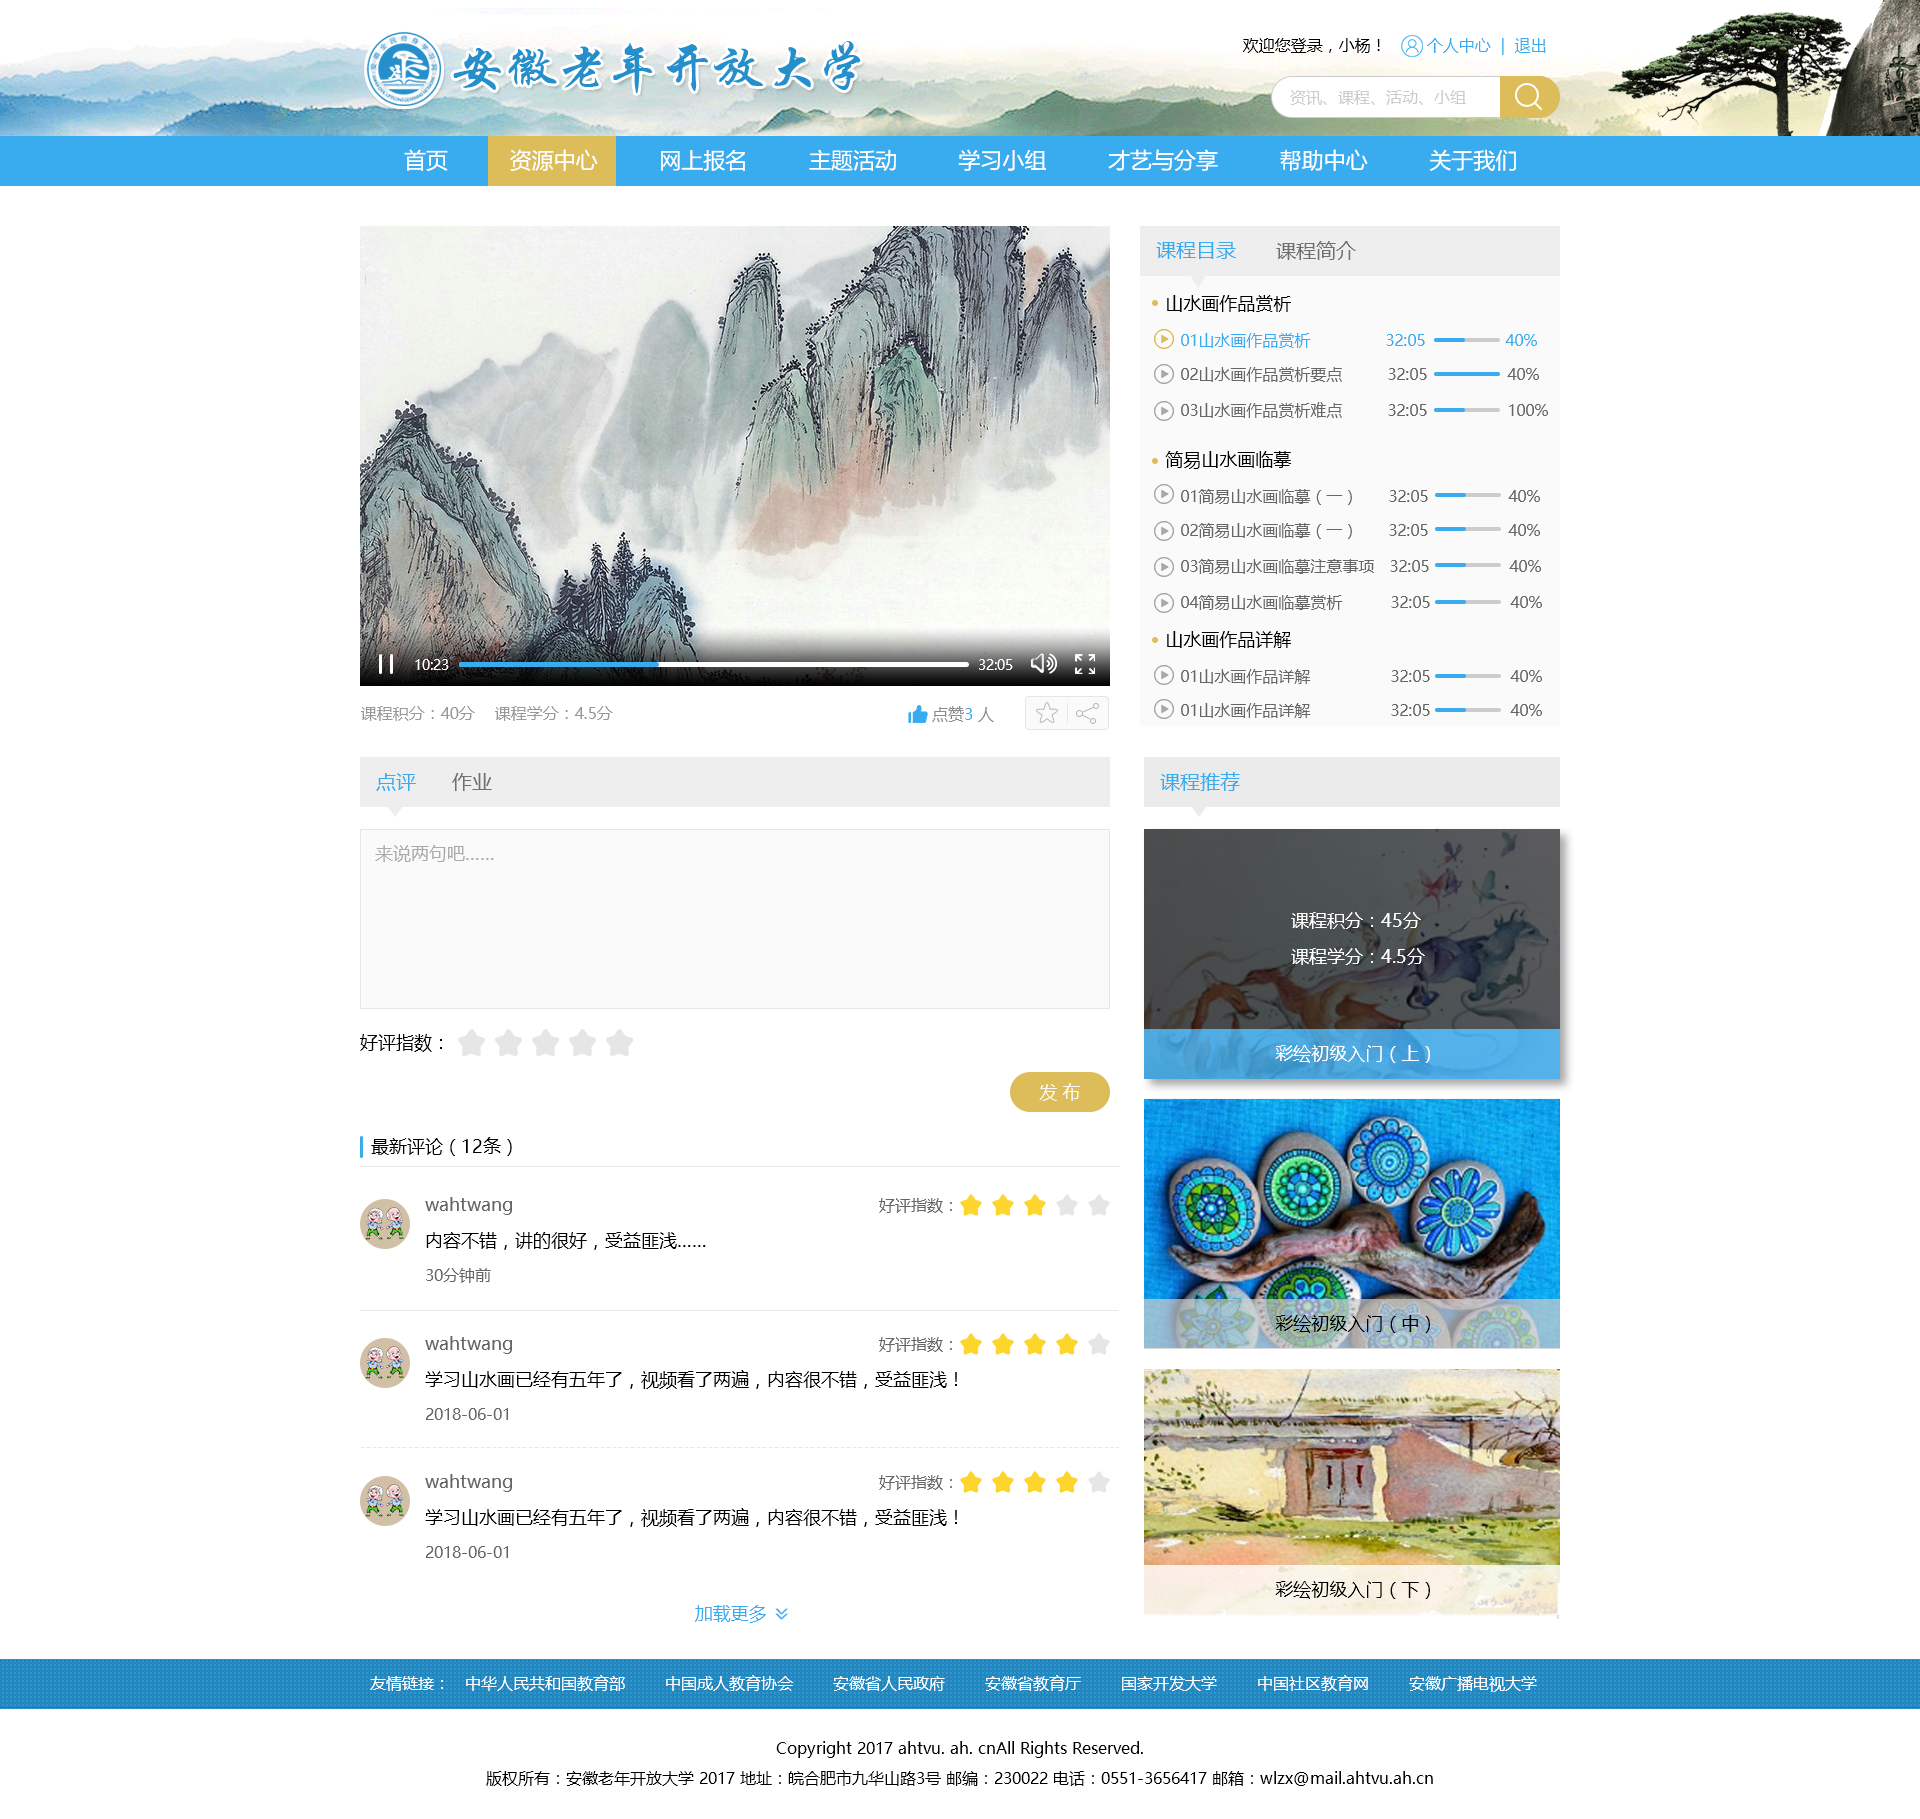 安徽老年开放大学
欢迎您登录，小杨！ 个人中心 | 退出
资讯、课程、活动、小组
首页 资源中心 网上报名 主题活动 学习小组 才艺与分享 帮助中心 关于我们
课程目录 课程简介
山水画作品赏析
01山水画作品赏析 32:05 40%
02山水画作品赏析要点 32:05 40%
03山水画作品赏析难点 32:05 100%
简易山水画临摹
01简易山水画临摹（一） 32:05 40%
02简易山水画临摹（一） 32:05 40%
03简易山水画临摹注意事项 32:05 40%
04简易山水画临摹赏析 32:05 40%
山水画作品详解
01山水画作品详解 32:05 40%
01山水画作品详解 32:05 40%
10:23 32:05
课程积分：40分 课程学分：4.5分 点赞3 人
点评 作业
来说两句吧……
好评指数：
发 布
最新评论（12条）
wahtwang 好评指数：
内容不错，讲的很好，受益匪浅……
30分钟前
wahtwang 好评指数：
学习山水画已经有五年了，视频看了两遍，内容很不错，受益匪浅！
2018-06-01
wahtwang 好评指数：
学习山水画已经有五年了，视频看了两遍，内容很不错，受益匪浅！
2018-06-01
加载更多
课程推荐
课程积分：45分
课程学分：4.5分
彩绘初级入门（上）
彩绘初级入门（中）
彩绘初级入门（下）
友情链接： 中华人民共和国教育部 中国成人教育协会 安徽省人民政府 安徽省教育厅 国家开发大学 中国社区教育网 安徽广播电视大学
Copyright 2017 ahtvu. ah. cnAll Rights Reserved.
版权所有：安徽老年开放大学 2017 地址：皖合肥市九华山路3号 邮编：230022 电话：0551-3656417 邮箱：wlzx@mail.ahtvu.ah.cn